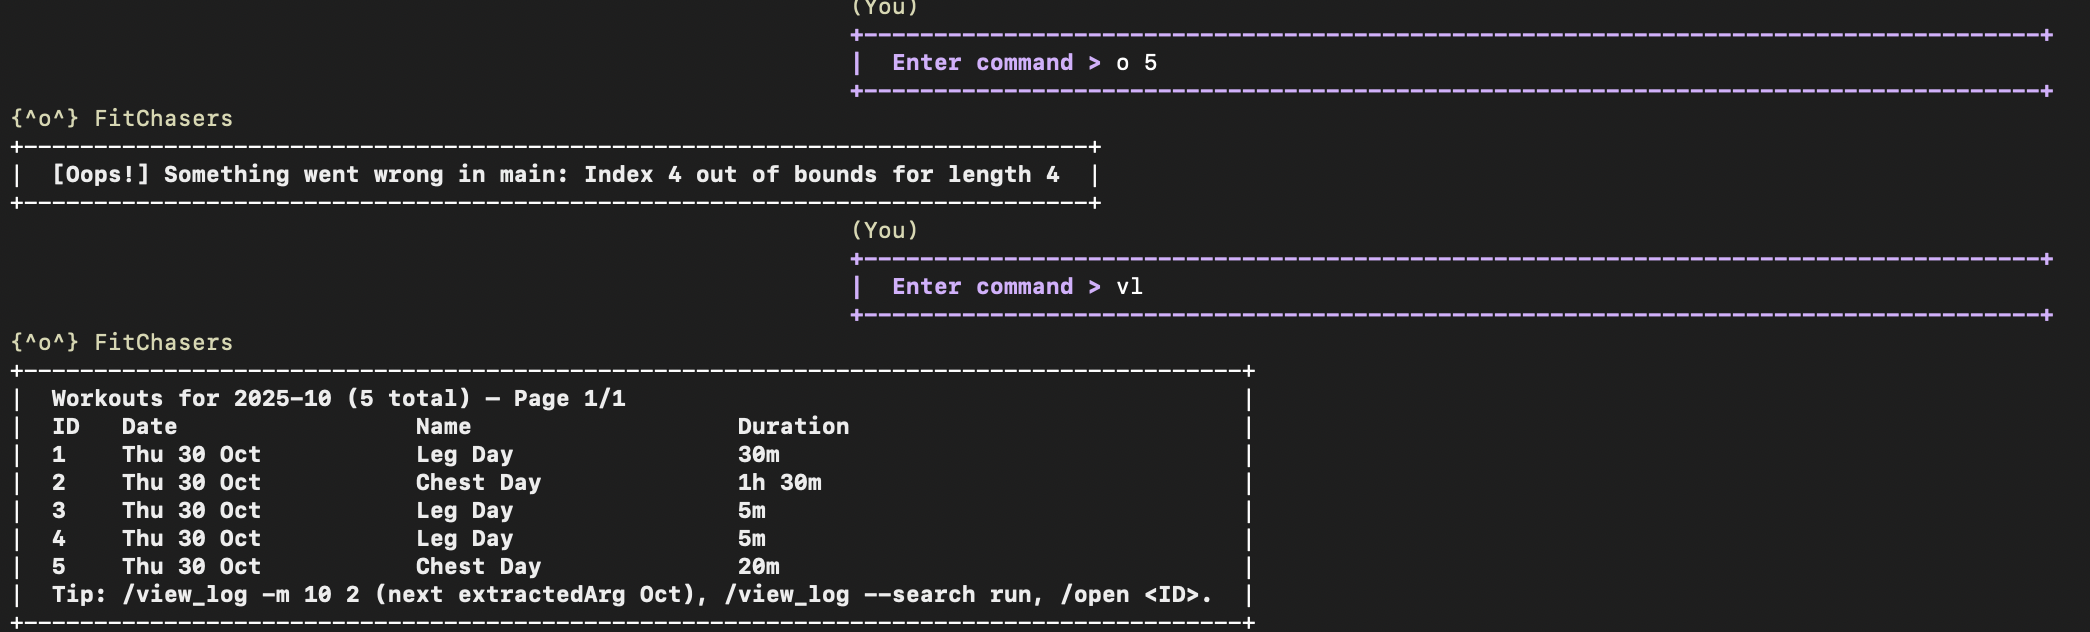 (You)
+-------------------------------------------------------------------------------------+
|  Enter command > o 5
+-------------------------------------------------------------------------------------+
{^o^} FitChasers
+-----------------------------------------------------------------------------+
|  [Oops!] Something went wrong in main: Index 4 out of bounds for length 4  |
+-----------------------------------------------------------------------------+
(You)
+-------------------------------------------------------------------------------------+
|  Enter command > vl
+-------------------------------------------------------------------------------------+
{^o^} FitChasers
+----------------------------------------------------------------------------------------+
|  Workouts for 2025-10 (5 total) — Page 1/1                                            |
|  ID   Date                 Name                   Duration                            |
|  1    Thu 30 Oct           Leg Day                30m                                 |
|  2    Thu 30 Oct           Chest Day              1h 30m                              |
|  3    Thu 30 Oct           Leg Day                5m                                  |
|  4    Thu 30 Oct           Leg Day                5m                                  |
|  5    Thu 30 Oct           Chest Day              20m                                 |
|  Tip: /view_log -m 10 2 (next extractedArg Oct), /view_log --search run, /open <ID>.  |
+----------------------------------------------------------------------------------------+